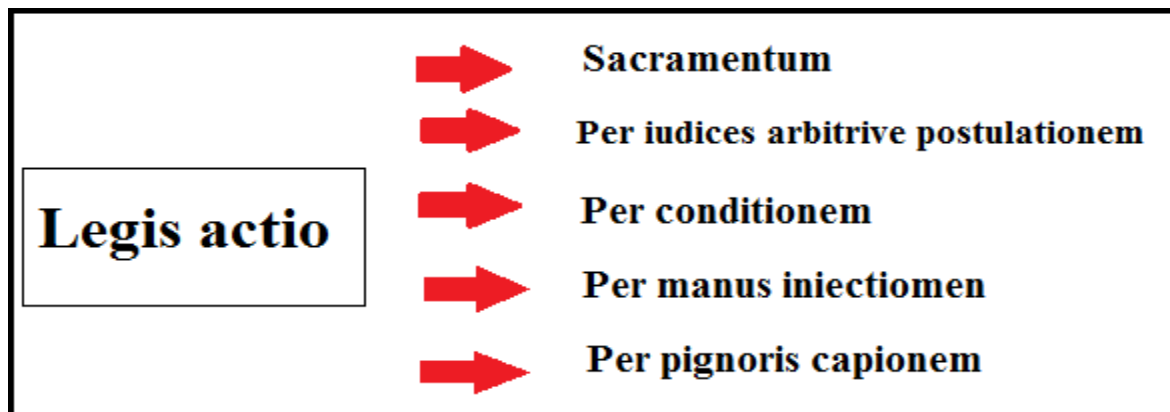 Legis actio
Sacramentum
Per iudices arbitrive postulationem
Per conditionem
Per manus iniectiomen
Per pignoris capionem